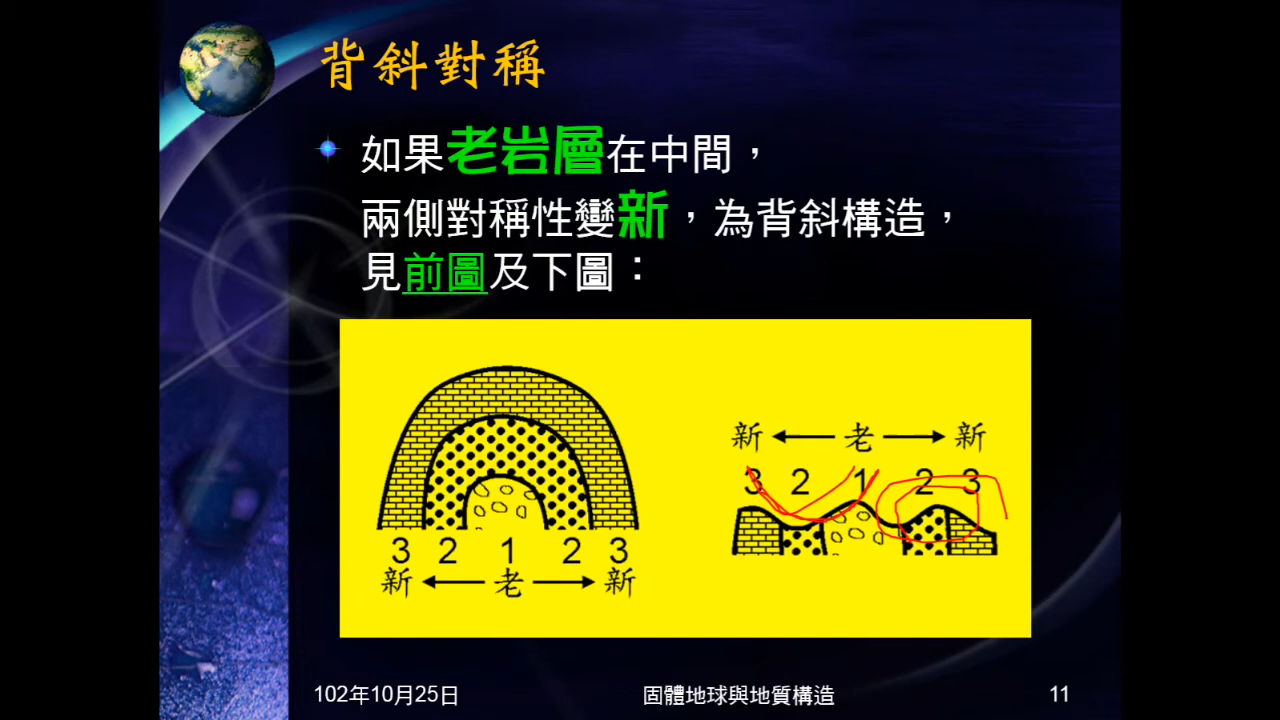 背斜對稱
如果老岩層在中間，
兩側對稱性變新，為背斜構造，
見前圖及下圖：
3 2 1 2 3
新 老 新
新 老 新
3 2 1 2 3
102年10月25日
固體地球與地質構造
11